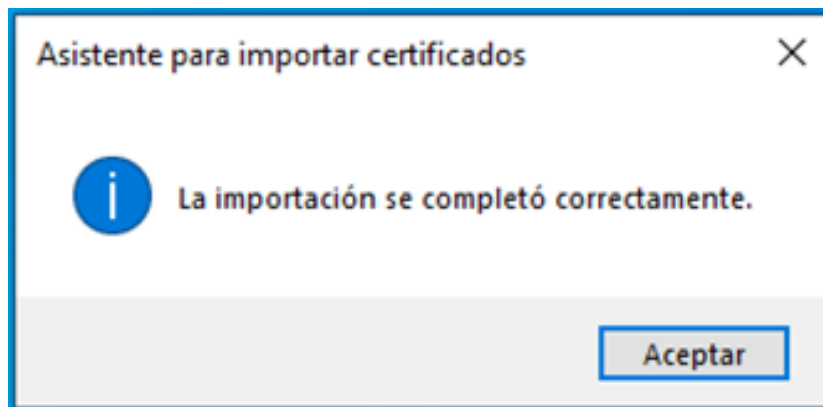 Asistente para importar certificados
La importación se completó correctamente.
Aceptar